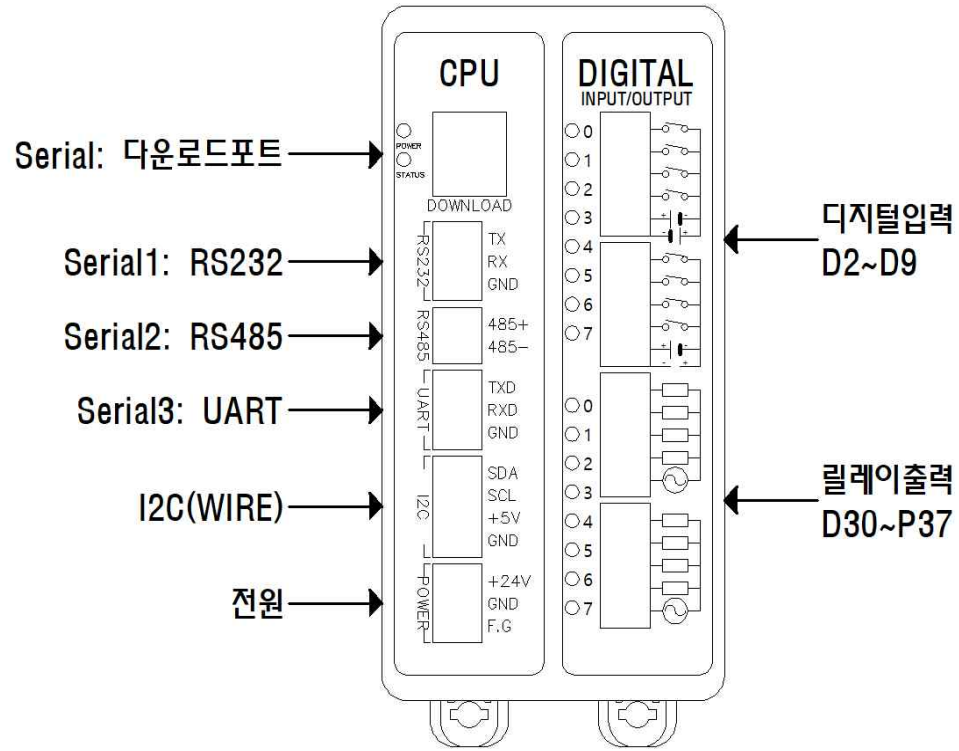 CPU
POWER
STATUS
DOWNLOAD
Serial: 다운로드포트
RS232
TX
RX
GND
Serial1: RS232
RS485
485+
485-
Serial2: RS485
UART
TXD
RXD
GND
Serial3: UART
I2C
SDA
SCL
+5V
GND
I2C(WIRE)
POWER
+24V
GND
F.G
전원
DIGITAL
INPUT/OUTPUT
0
1
2
3
4
5
6
7
+ -
- +
+ -
- +
디지털입력
D2~D9
0
1
2
3
4
5
6
7
릴레이출력
D30~P37